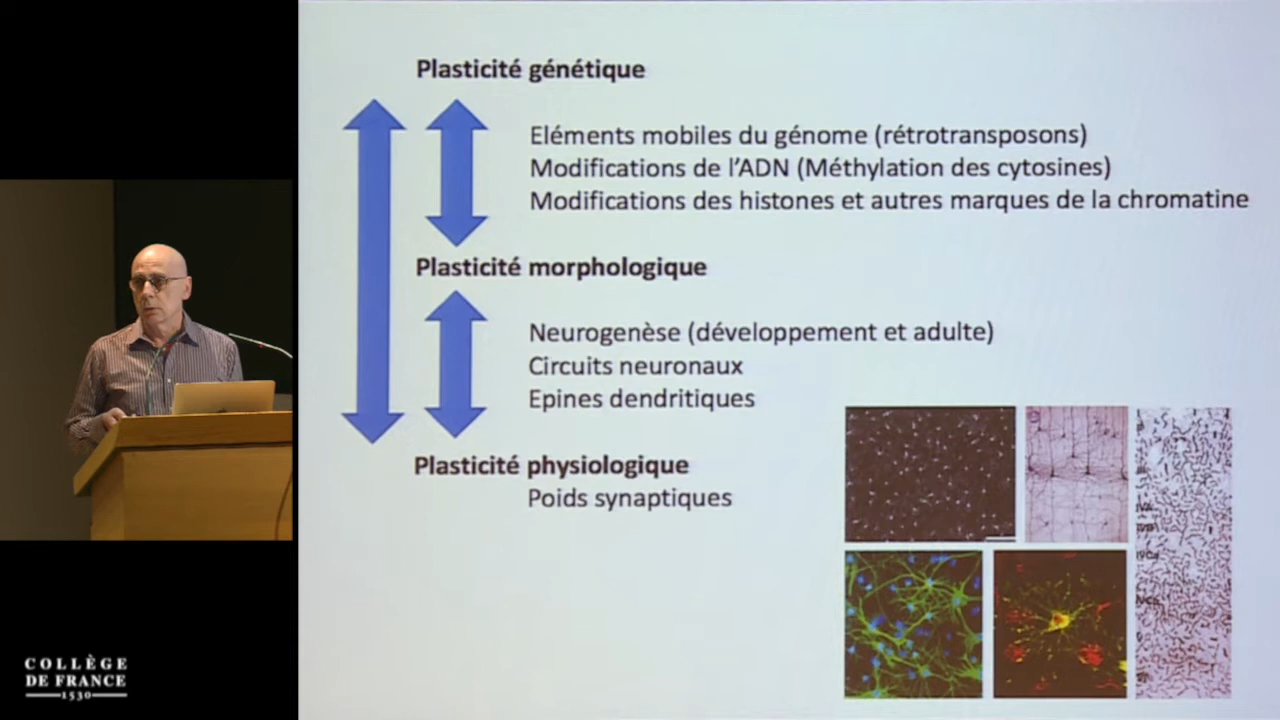 Plasticité génétique
Eléments mobiles du génome (rétrotransposons)
Modifications de l'ADN (Méthylation des cytosines)
Modifications des histones et autres marques de la chromatine
Plasticité morphologique
Neurogenèse (développement et adulte)
Circuits neuronaux
Epines dendritiques
Plasticité physiologique
Poids synaptiques
COLLÈGE
DE FRANCE
1530